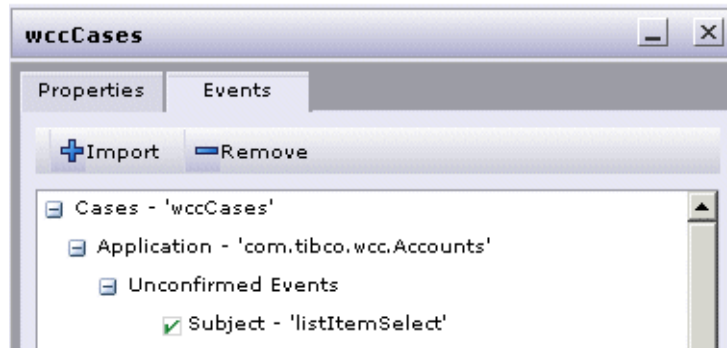 wccCases
Properties Events
Import Remove
Cases - 'wccCases'
Application - 'com.tibco.wcc.Accounts'
Unconfirmed Events
Subject - 'listItemSelect'